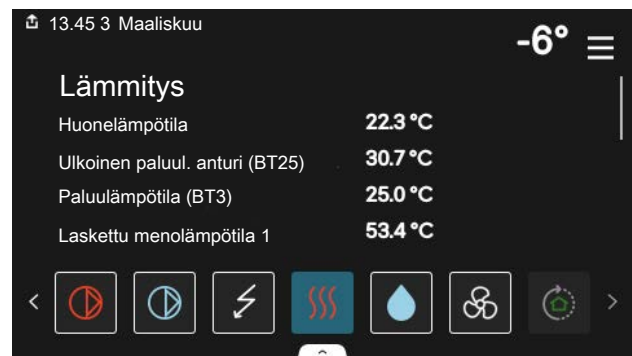 13.45 3 Maaliskuu
-6°
Lämmitys
Huonelämpötila 22.3 °C
Ulkoinen paluul. anturi (BT25) 30.7 °C
Paluulämpötila (BT3) 25.0 °C
Laskettu menolämpötila 1 53.4 °C